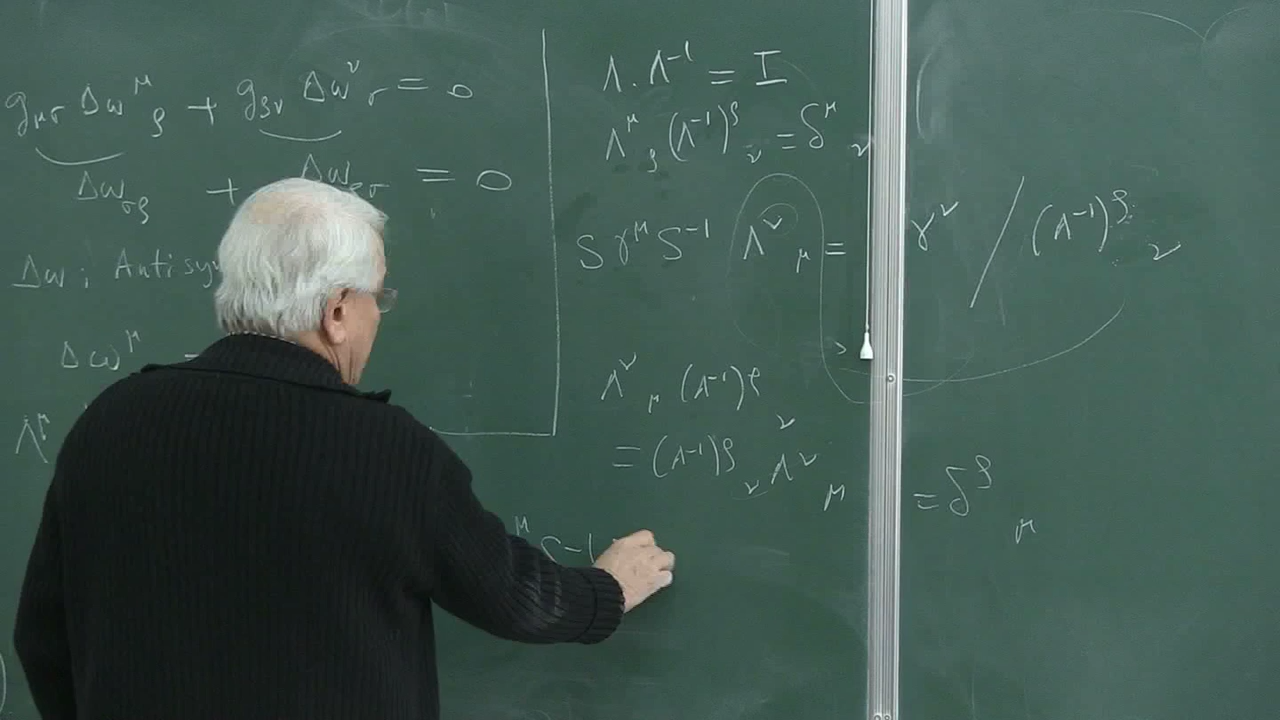 g_{μσ} Δω^μ_ρ + g_{ρν} Δω^ν_σ = 0
Δω_{σρ} + Δω_{ρσ} = 0
Δω ; Antisy
Δω^μ
Λ^μ
Λ . Λ^{-1} = I
Λ^μ_ρ (Λ^{-1})^ρ_ν = δ^μ_ν
S γ^μ S^{-1} Λ^ν_μ = γ^ν / (Λ^{-1})^ρ_ν
Λ^ν_μ (Λ^{-1})^ρ_ν
= (Λ^{-1})^ρ_ν Λ^ν_μ = δ^ρ_μ
^μ S^{-1}